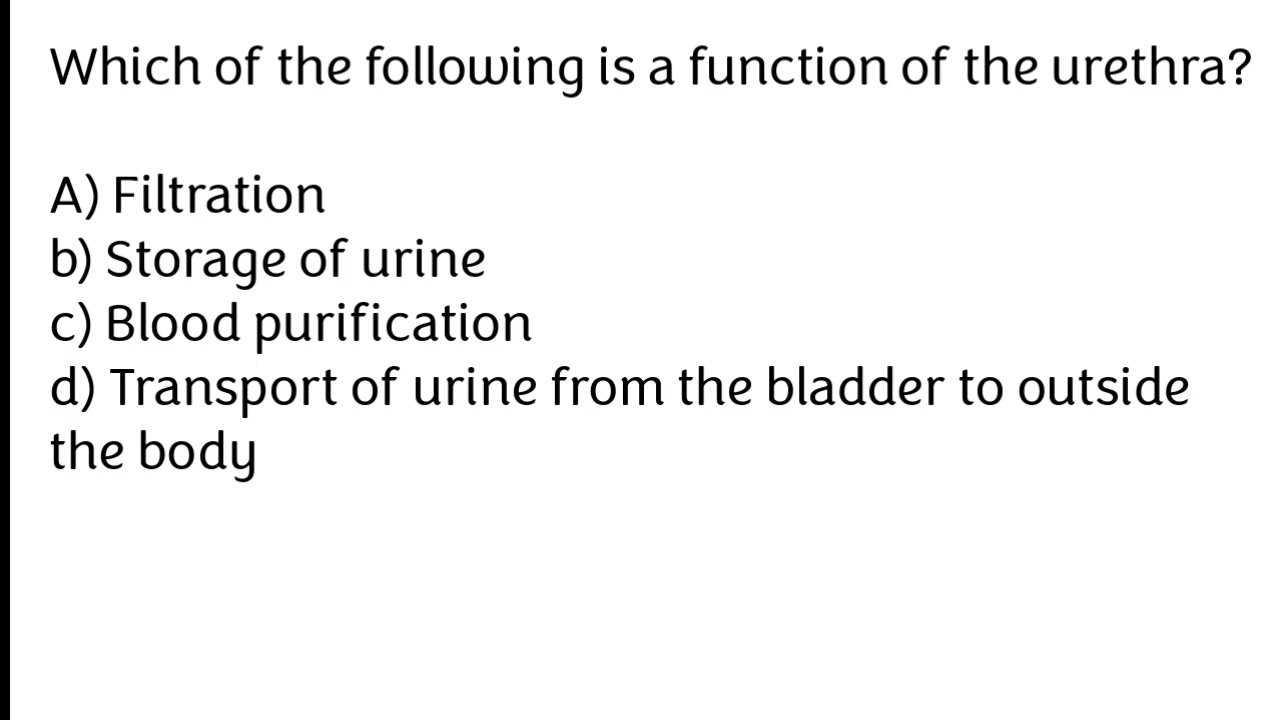 Which of the following is a function of the urethra?
A) Filtration
b) Storage of urine
c) Blood purification
d) Transport of urine from the bladder to outside
the body